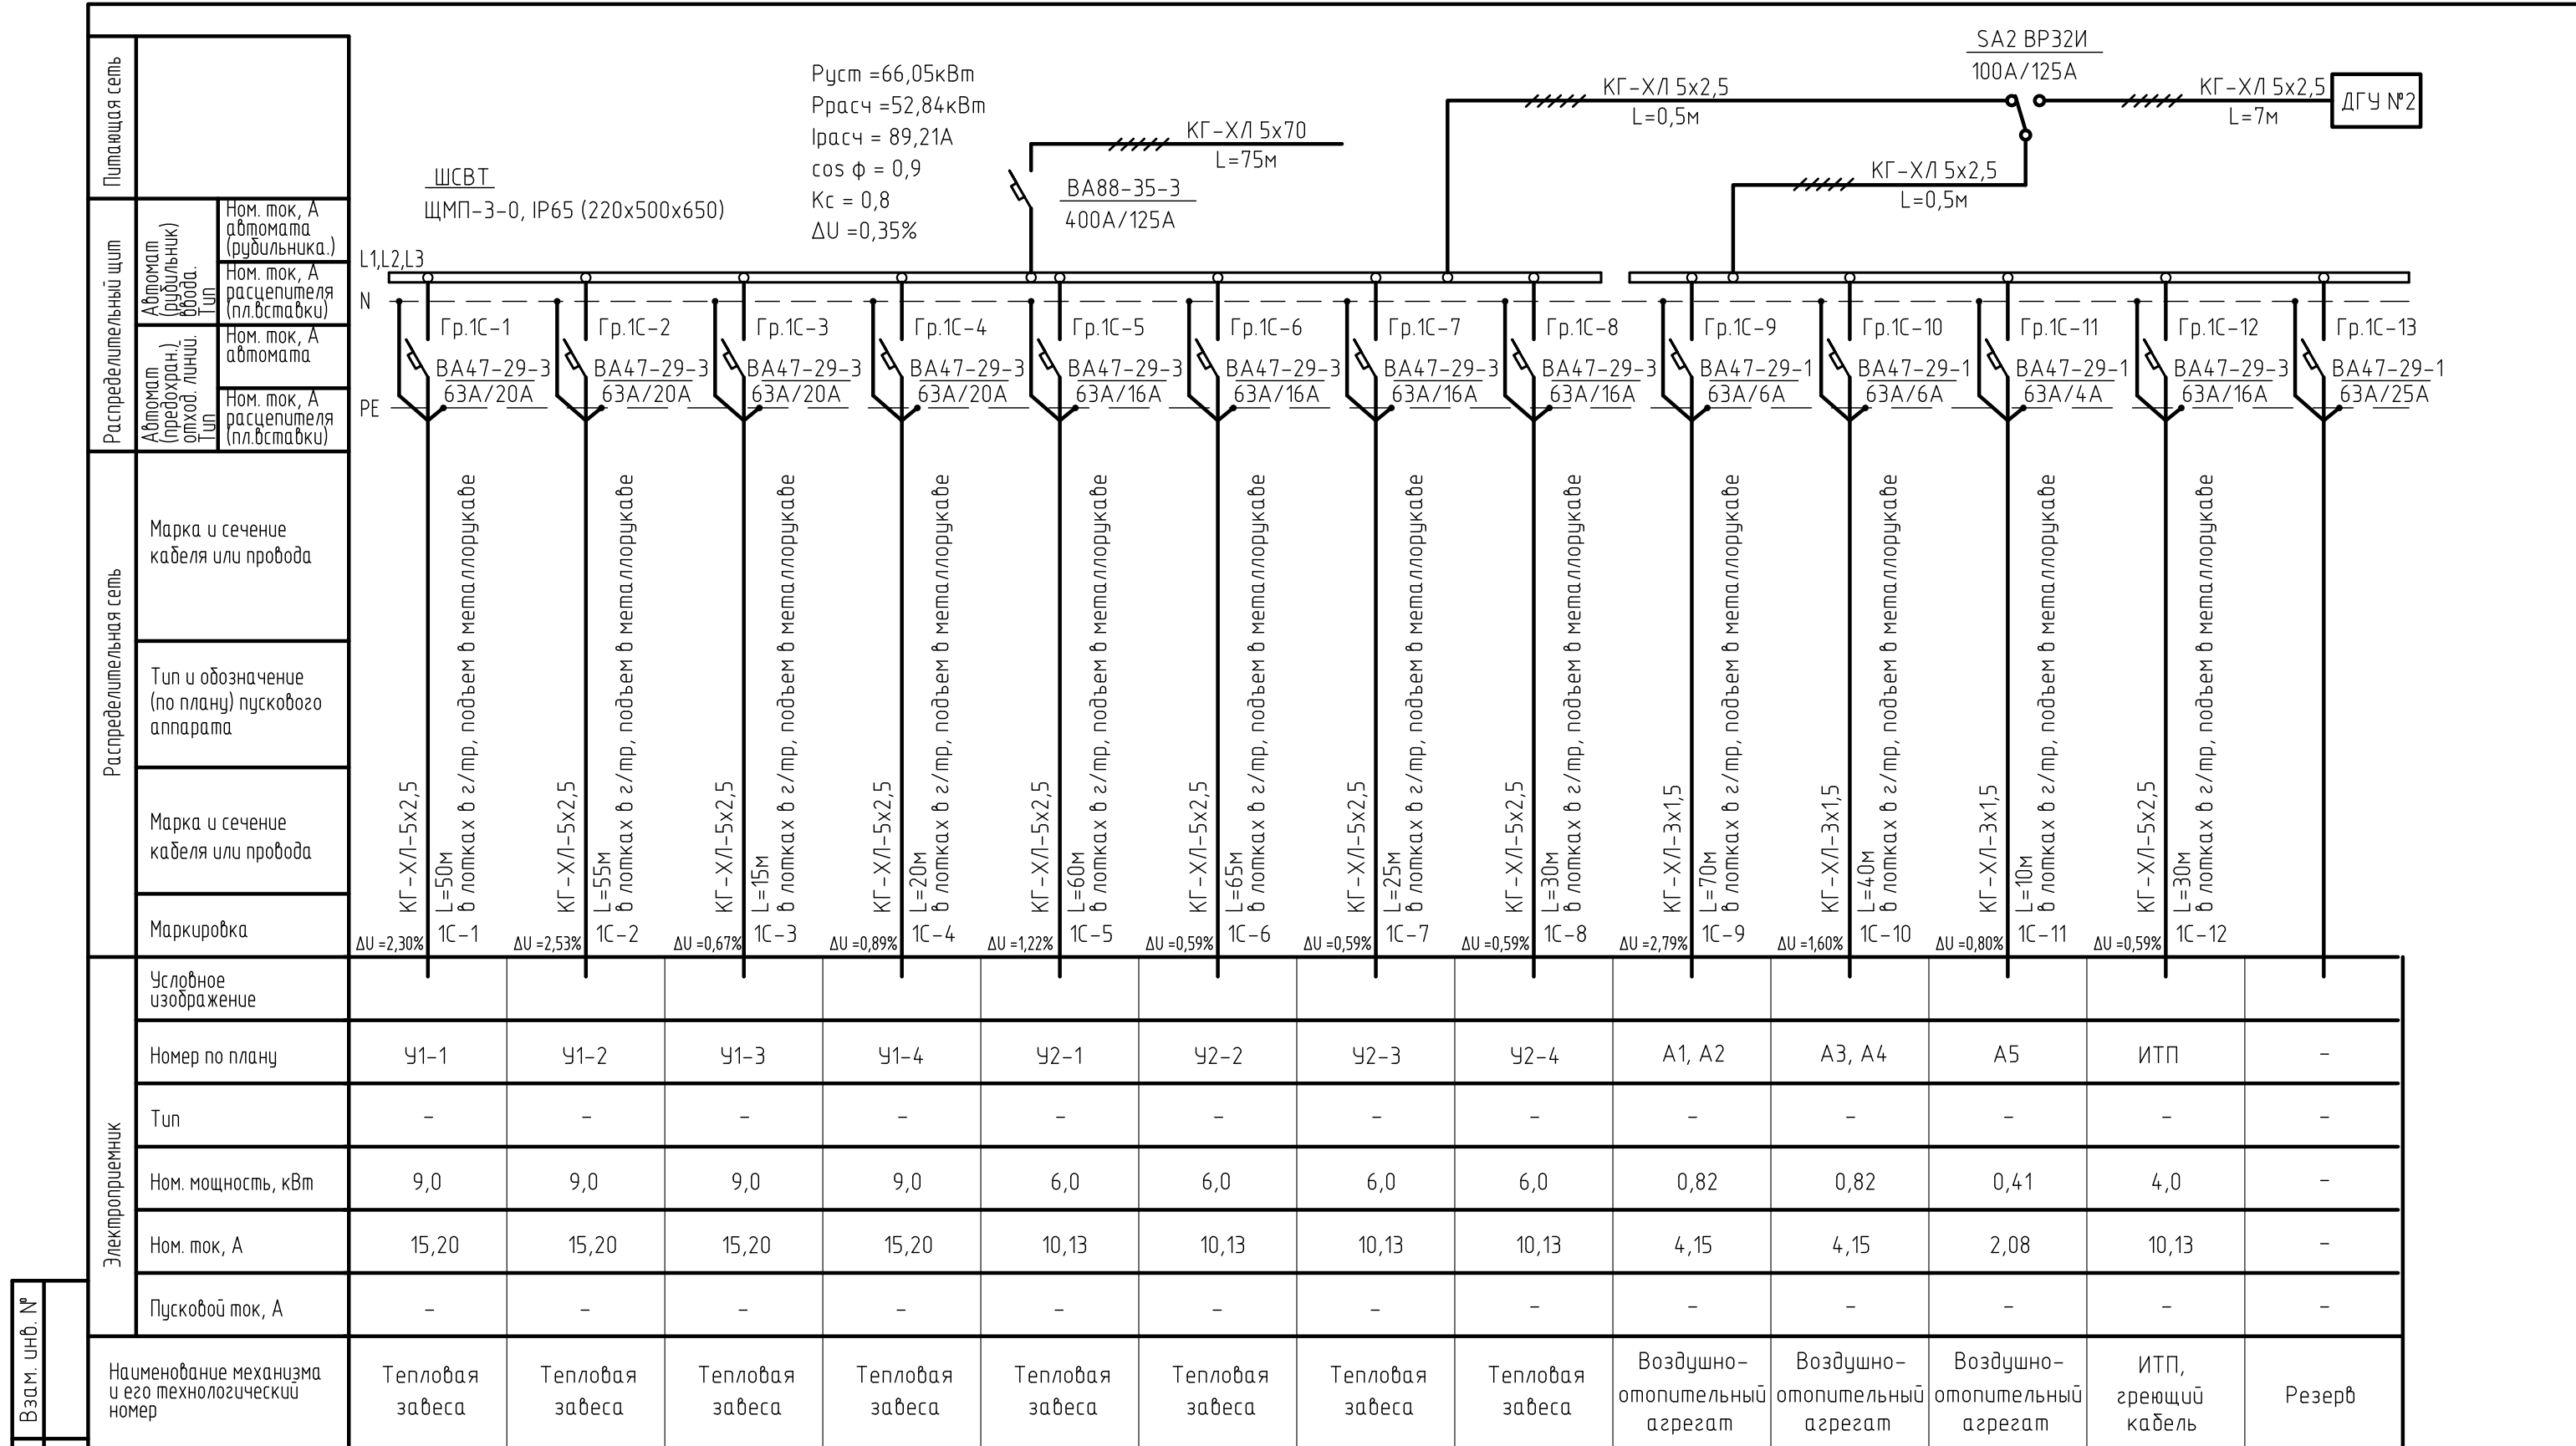 Питающая сеть
Распределительный щит
Автомат
(рубильник)
ввода.
Тип
Ном. ток, А
автомата
(рубильника.)
Ном. ток, А
расцепителя
(пл.вставки)
Автомат
(предохран.)
отход. линии.
Тип
Ном. ток, А
автомата
Ном. ток, А
расцепителя
(пл.вставки)
ШСВТ
ЩМП-3-0, IP65 (220х500х650)
Руст =66,05кВт
Ррасч =52,84кВт
Iрасч = 89,21А
cos ф = 0,9
Кс = 0,8
ΔU =0,35%
КГ-ХЛ 5х70
L=75м
ВА88-35-3
400А/125А
КГ-ХЛ 5х2,5
L=0,5м
SA2 ВР32И
100А/125А
КГ-ХЛ 5х2,5
L=7м
ДГУ №2
КГ-ХЛ 5х2,5
L=0,5м
L1,L2,L3
N
PE
Гр.1С-1 Гр.1С-2 Гр.1С-3 Гр.1С-4 Гр.1С-5 Гр.1С-6 Гр.1С-7 Гр.1С-8 Гр.1С-9 Гр.1С-10 Гр.1С-11 Гр.1С-12 Гр.1С-13
ВА47-29-3 ВА47-29-3 ВА47-29-3 ВА47-29-3 ВА47-29-3 ВА47-29-3 ВА47-29-3 ВА47-29-3 ВА47-29-1 ВА47-29-1 ВА47-29-1 ВА47-29-3 ВА47-29-1
63А/20А 63А/20А 63А/20А 63А/20А 63А/16А 63А/16А 63А/16А 63А/16А 63А/6А 63А/6А 63А/4А 63А/16А 63А/25А
Распределительная сеть
Марка и сечение
кабеля или провода
Тип и обозначение
(по плану) пускового
аппарата
Марка и сечение
кабеля или провода
Маркировка
КГ-ХЛ-5х2,5
L=50м
в лотках в г/тр, подъем в металлорукаве
КГ-ХЛ-5х2,5
L=55м
в лотках в г/тр, подъем в металлорукаве
КГ-ХЛ-5х2,5
L=15м
в лотках в г/тр, подъем в металлорукаве
КГ-ХЛ-5х2,5
L=20м
в лотках в г/тр, подъем в металлорукаве
КГ-ХЛ-5х2,5
L=60м
в лотках в г/тр, подъем в металлорукаве
КГ-ХЛ-5х2,5
L=65м
в лотках в г/тр, подъем в металлорукаве
КГ-ХЛ-5х2,5
L=25м
в лотках в г/тр, подъем в металлорукаве
КГ-ХЛ-5х2,5
L=30м
в лотках в г/тр, подъем в металлорукаве
КГ-ХЛ-3х1,5
L=70м
в лотках в г/тр, подъем в металлорукаве
КГ-ХЛ-3х1,5
L=40м
в лотках в г/тр, подъем в металлорукаве
КГ-ХЛ-3х1,5
L=10м
в лотках в г/тр, подъем в металлорукаве
КГ-ХЛ-5х2,5
L=30м
в лотках в г/тр, подъем в металлорукаве
ΔU =2,30% 1С-1 ΔU =2,53% 1С-2 ΔU =0,67% 1С-3 ΔU =0,89% 1С-4 ΔU =1,22% 1С-5 ΔU =0,59% 1С-6 ΔU =0,59% 1С-7 ΔU =0,59% 1С-8 ΔU =2,79% 1С-9 ΔU =1,60% 1С-10 ΔU =0,80% 1С-11 ΔU =0,59% 1С-12
Электроприемник
Условное
изображение
Номер по плану У1-1 У1-2 У1-3 У1-4 У2-1 У2-2 У2-3 У2-4 А1, А2 А3, А4 А5 ИТП -
Тип - - - - - - - - - - - - -
Ном. мощность, кВт 9,0 9,0 9,0 9,0 6,0 6,0 6,0 6,0 0,82 0,82 0,41 4,0 -
Ном. ток, А 15,20 15,20 15,20 15,20 10,13 10,13 10,13 10,13 4,15 4,15 2,08 10,13 -
Пусковой ток, А - - - - - - - - - - - - -
Наименование механизма
и его технологический
номер
Тепловая
завеса
Тепловая
завеса
Тепловая
завеса
Тепловая
завеса
Тепловая
завеса
Тепловая
завеса
Тепловая
завеса
Тепловая
завеса
Воздушно-
отопительный
агрегат
Воздушно-
отопительный
агрегат
Воздушно-
отопительный
агрегат
ИТП,
греющий
кабель
Резерв
Взам. инв. №